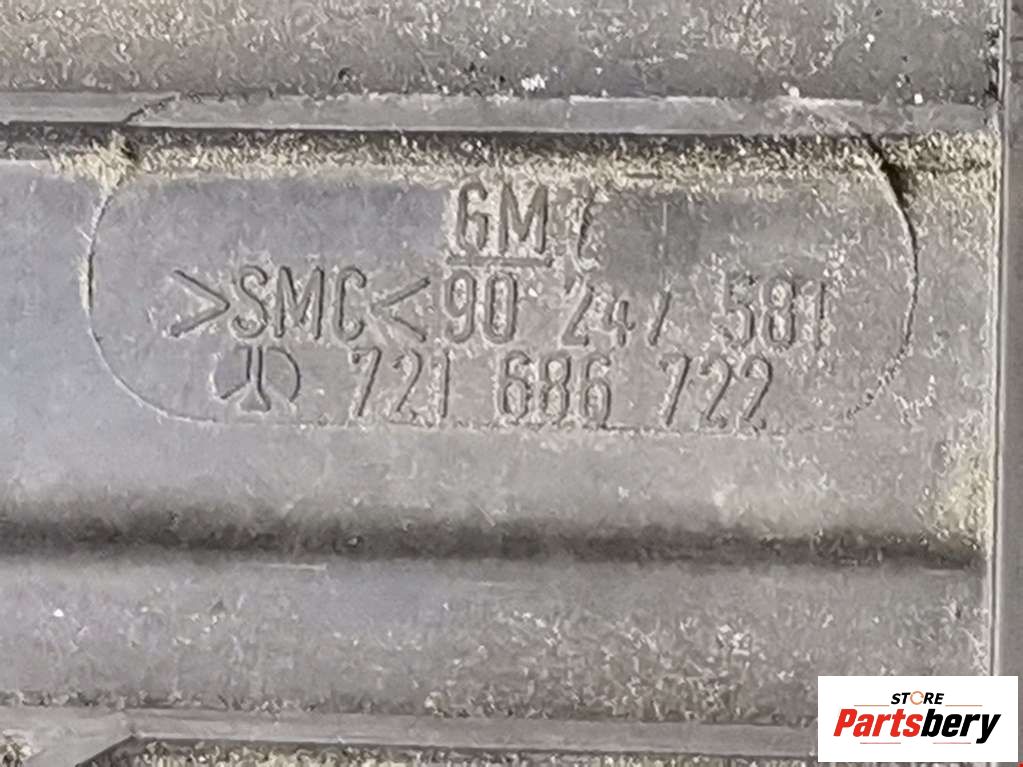 GM
>SMC< 90 247 581
721 686 722
STORE
Partsbery